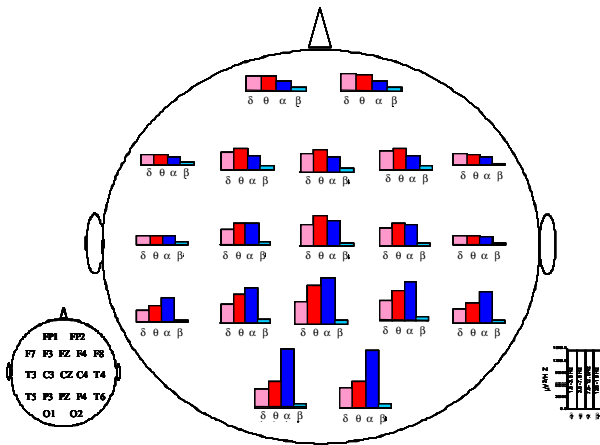 δ θ α β δ θ α β
δ θ α β δ θ α β δ θ α β δ θ α β δ θ α β
δ θ α β δ θ α β δ θ α β δ θ α β δ θ α β
δ θ α β δ θ α β δ θ α β δ θ α β δ θ α β
δ θ α β δ θ α β
FP1 FP2
F7 F3 FZ F4 F8
T3 C3 CZ C4 T4
T5 P3 PZ P4 T6
O1 O2